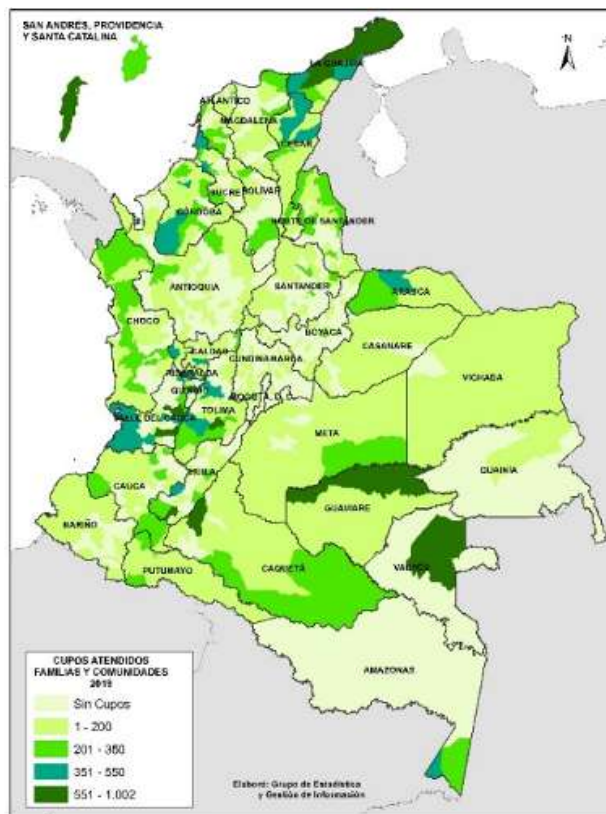 SAN ANDRES, PROVIDENCIA
Y SANTA CATALINA
N
LA GUAJIRA
ATLANTICO
MAGDALENA
CESAR
SUCRE
BOLIVAR
CORDOBA
NORTE DE SANTANDER
ANTIOQUIA
SANTANDER
ARAUCA
CHOCO
BOYACA
CASANARE
CALDAS
CUNDINAMARCA
RISARALDA
VICHADA
QUINDIO
BOGOTA, D. C.
TOLIMA
VALLE DEL CAUCA
META
GUAINIA
HUILA
CAUCA
GUAVIARE
NARIÑO
CAQUETÁ
VAUPES
PUTUMAYO
AMAZONAS
CUPOS ATENDIDOS
FAMILIAS Y COMUNIDADES
Sin Cupos
1 - 200
201 - 350
351 - 550
551 - 1.002
Elaboró: Grupo de Estadística
y Gestión de Información